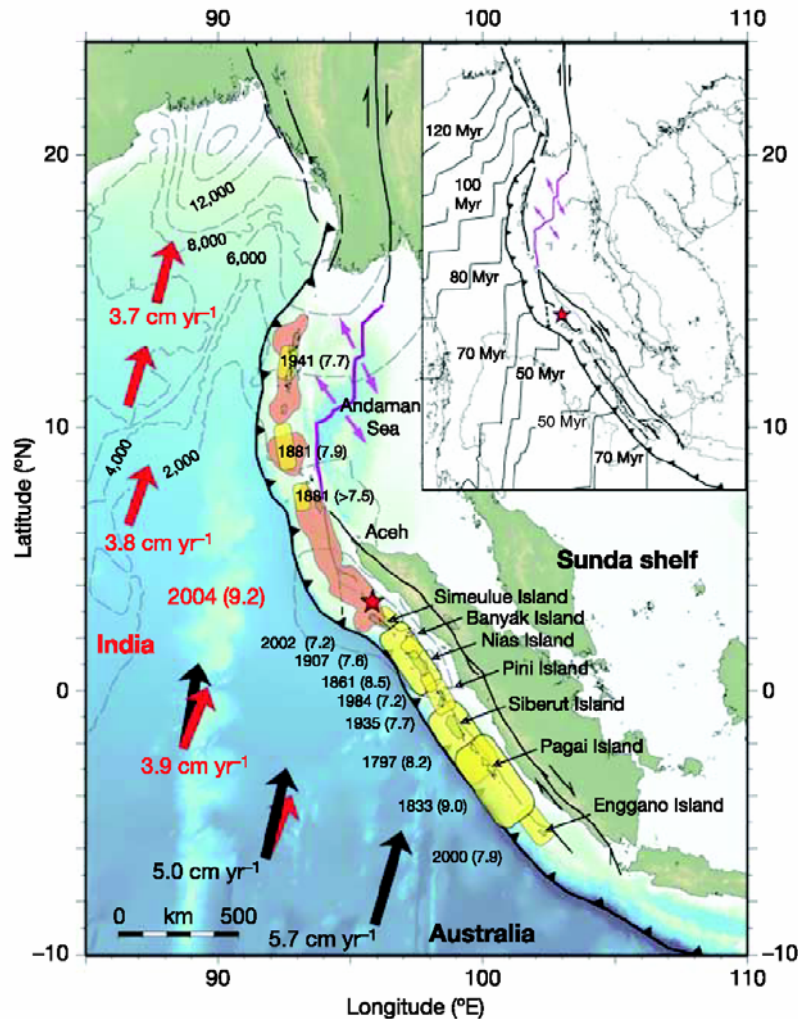 90
100
110
20
10
0
–10
20
10
0
–10
90
100
110
Latitude (°N)
Longitude (°E)
120 Myr
100
Myr
80 Myr
70 Myr
50 Myr
50 Myr
70 Myr
12,000
8,000
6,000
4,000
2,000
3.7 cm yr–1
3.8 cm yr–1
1941 (7.7)
Andaman
Sea
1881 (7.9)
1881 (>7.5)
Aceh
Sunda shelf
2004 (9.2)
India
Simeulue Island
Banyak Island
Nias Island
Pini Island
Siberut Island
Pagai Island
Enggano Island
2002 (7.2)
1907 (7.6)
1861 (8.5)
1984 (7.2)
1935 (7.7)
1797 (8.2)
1833 (9.0)
2000 (7.9)
3.9 cm yr–1
5.0 cm yr–1
5.7 cm yr–1
0 km 500
Australia